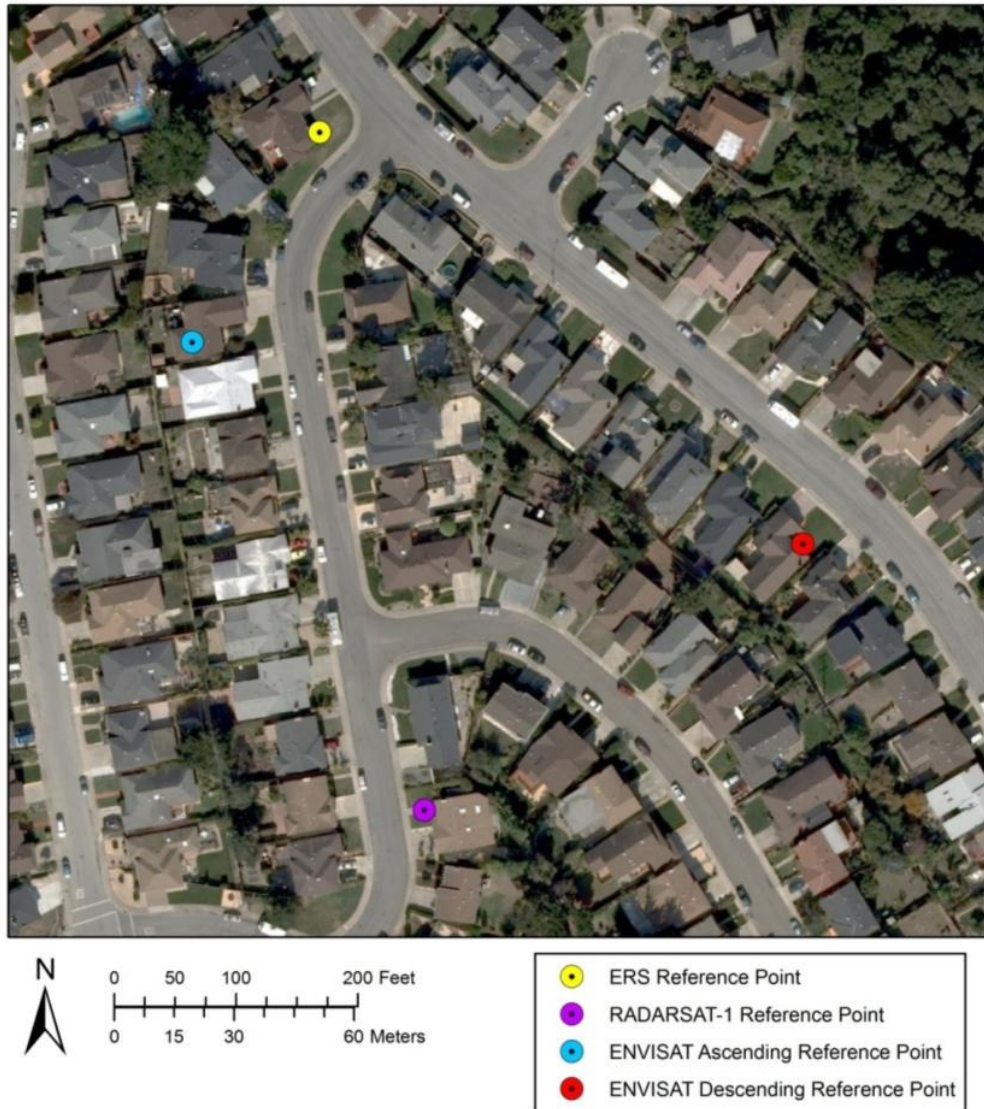 N
0 50 100 200 Feet
0 15 30 60 Meters
ERS Reference Point
RADARSAT-1 Reference Point
ENVISAT Ascending Reference Point
ENVISAT Descending Reference Point